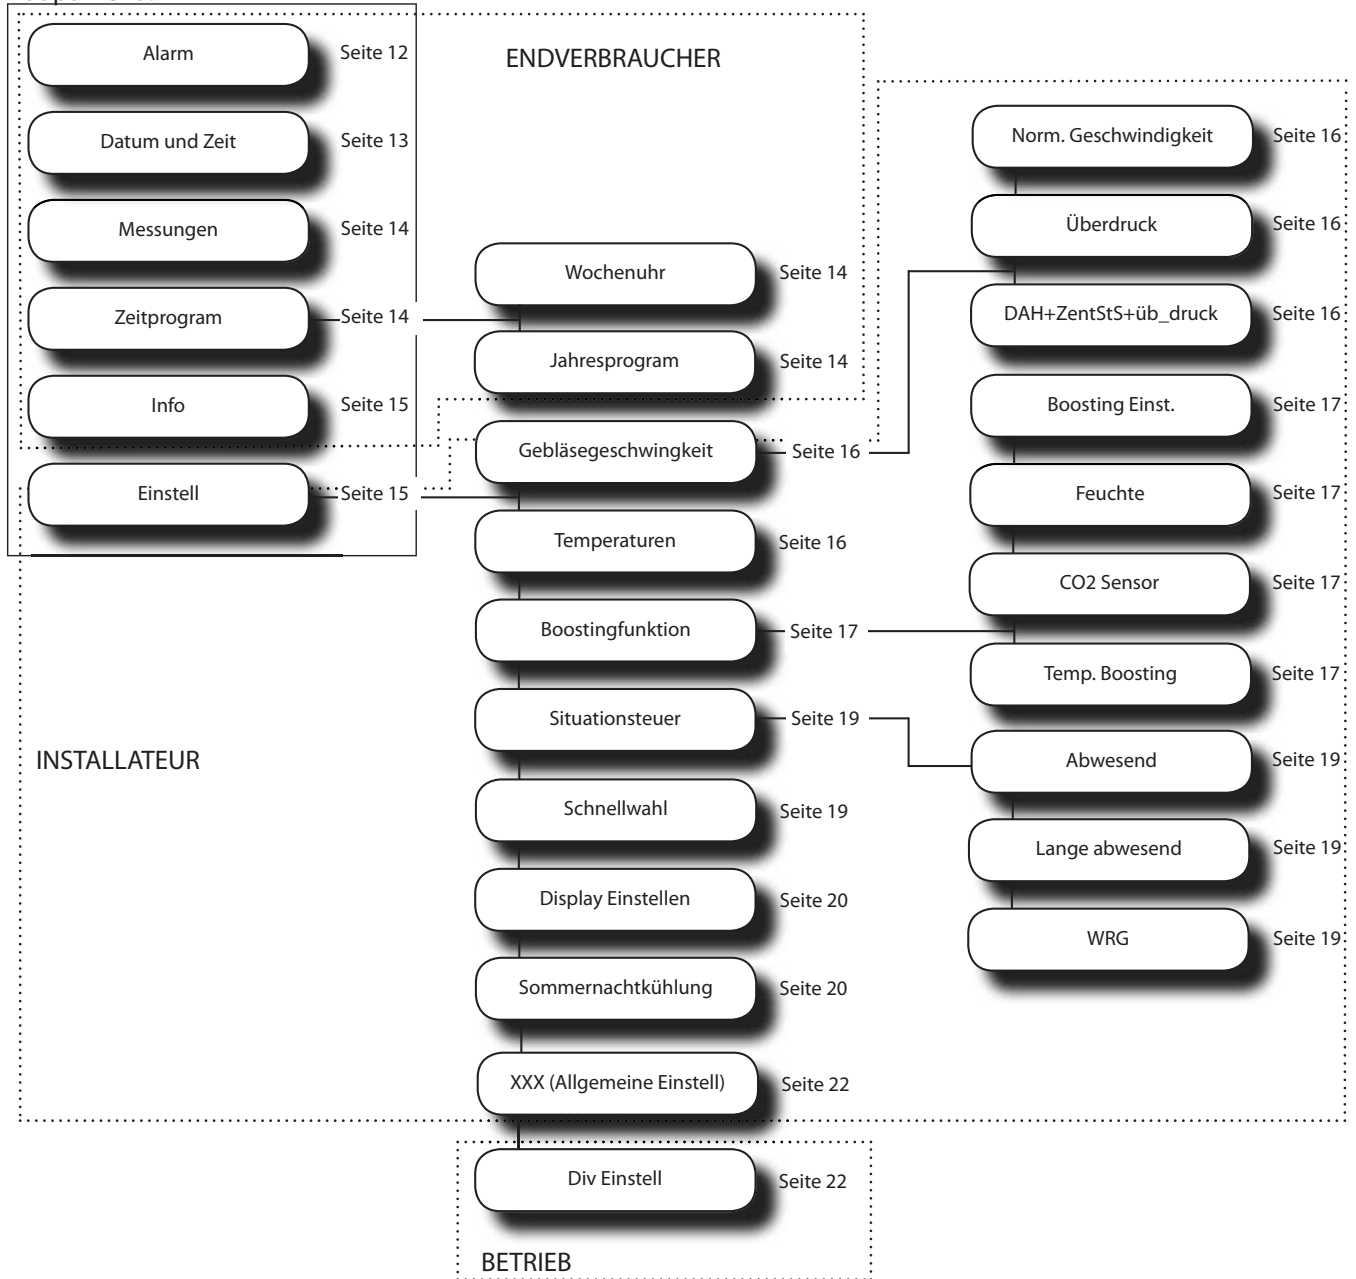 Alarm Seite 12
Datum und Zeit Seite 13
Messungen Seite 14
Zeitprogram Seite 14
Info Seite 15
Einstell Seite 15
ENDVERBRAUCHER
Wochenuhr Seite 14
Jahresprogram Seite 14
Gebläsegeschwingkeit Seite 16
Temperaturen Seite 16
Boostingfunktion Seite 17
Situationsteuer Seite 19
Schnellwahl Seite 19
Display Einstellen Seite 20
Sommernachtkühlung Seite 20
XXX (Allgemeine Einstell) Seite 22
Div Einstell Seite 22
BETRIEB
INSTALLATEUR
Norm. Geschwindigkeit Seite 16
Überdruck Seite 16
DAH+ZentStS+üb_druck Seite 16
Boosting Einst. Seite 17
Feuchte Seite 17
CO2 Sensor Seite 17
Temp. Boosting Seite 17
Abwesend Seite 19
Lange abwesend Seite 19
WRG Seite 19